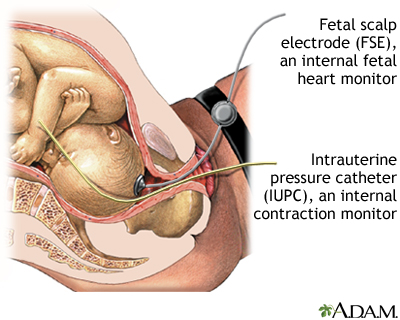 Fetal scalp
electrode (FSE),
an internal fetal
heart monitor
Intrauterine
pressure catheter
(IUPC), an internal
contraction monitor
A.D.A.M.